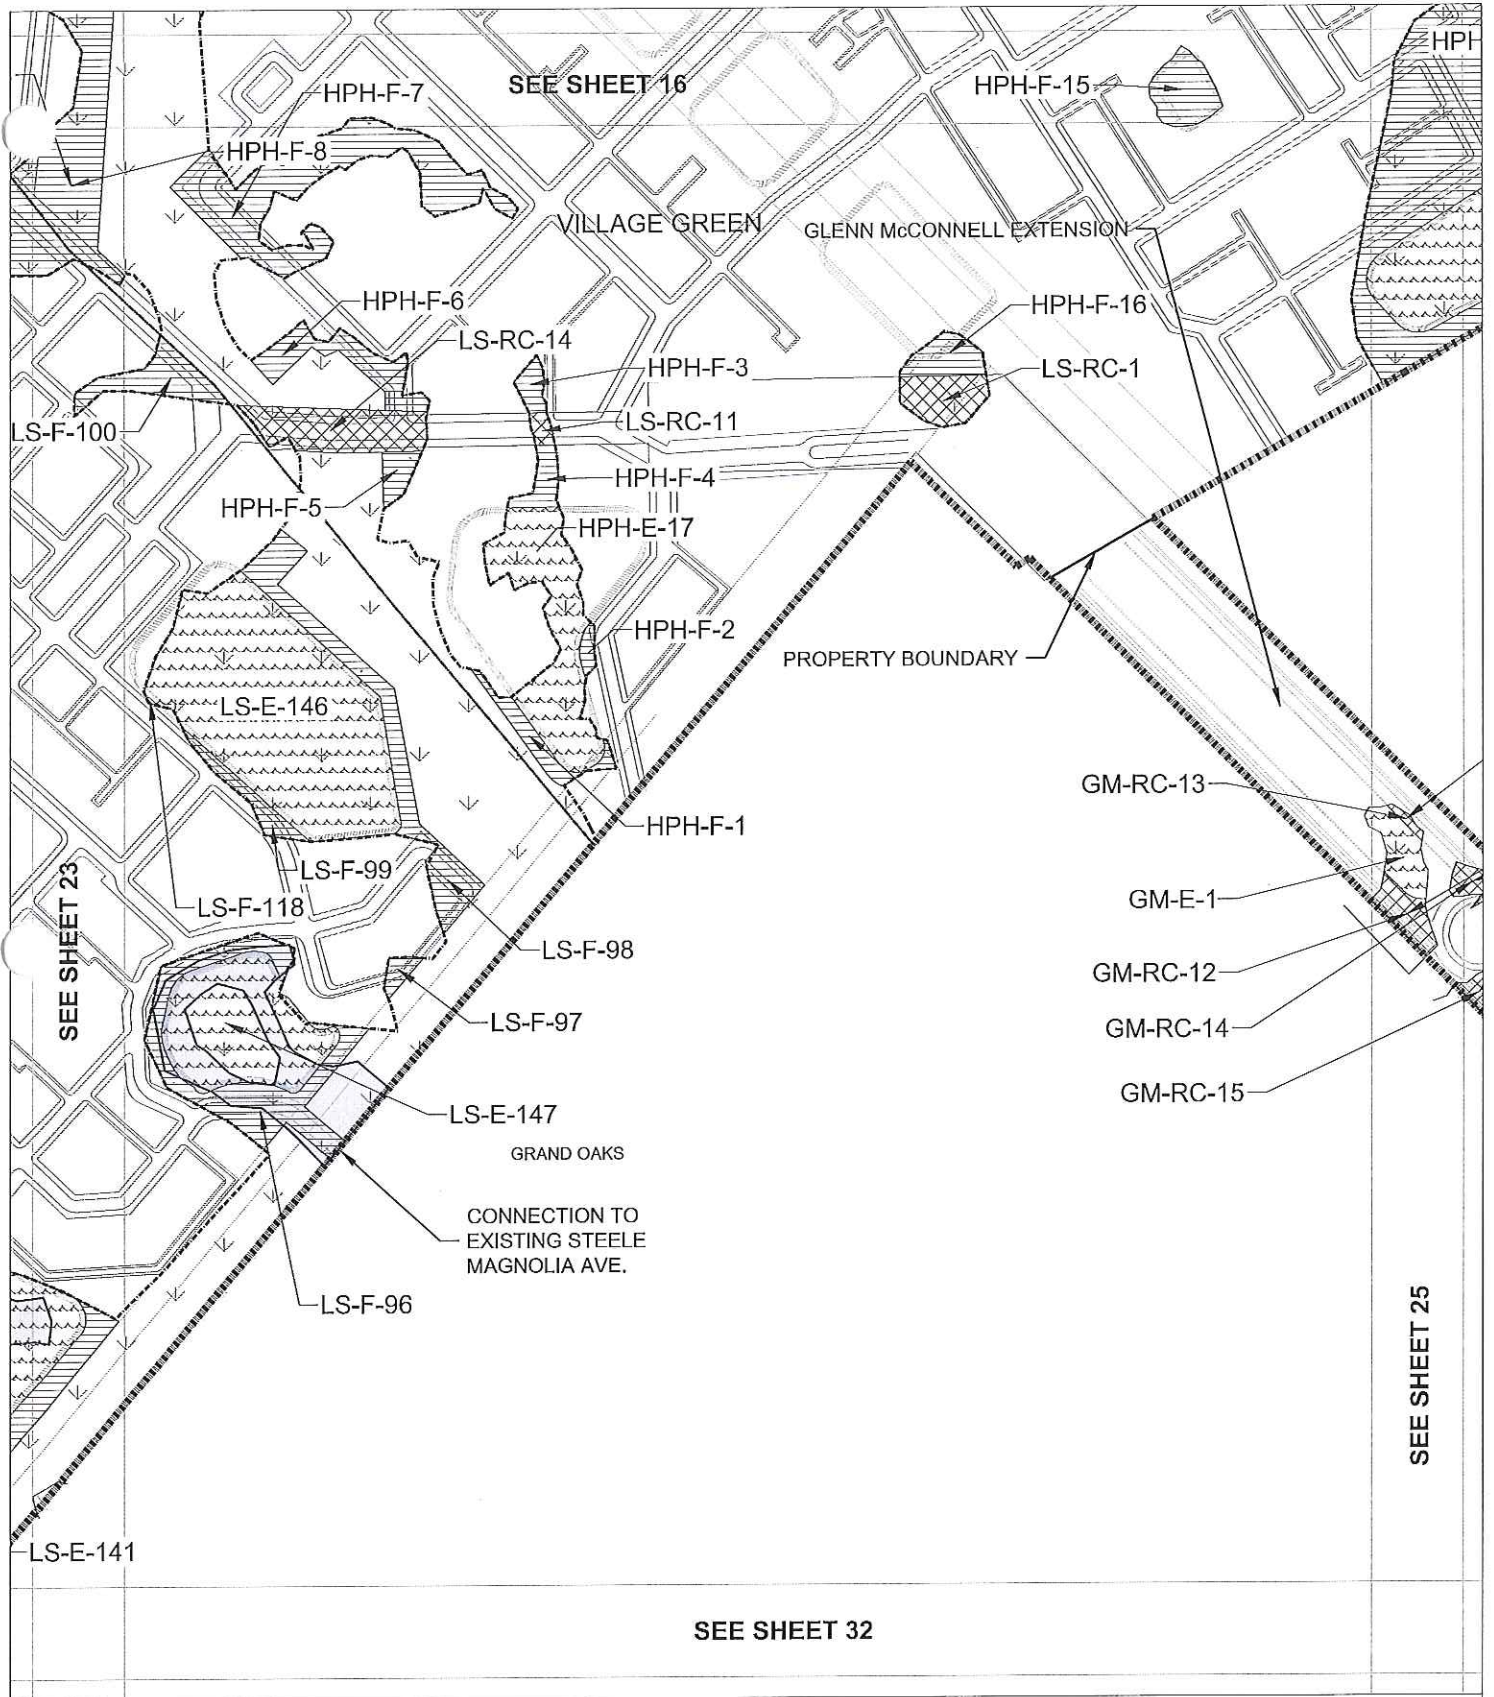 HPH
SEE SHEET 16
HPH-F-7
HPH-F-15
HPH-F-8
VILLAGE GREEN
GLENN McCONNELL EXTENSION
HPH-F-6
HPH-F-16
LS-RC-14
HPH-F-3
LS-RC-1
LS-F-100
LS-RC-11
HPH-F-4
HPH-F-5
HPH-E-17
HPH-F-2
PROPERTY BOUNDARY
LS-E-146
GM-RC-13
HPH-F-1
LS-F-99
GM-E-1
LS-F-118
SEE SHEET 23
LS-F-98
GM-RC-12
LS-F-97
GM-RC-14
GM-RC-15
LS-E-147
GRAND OAKS
CONNECTION TO
EXISTING STEELE
MAGNOLIA AVE.
LS-F-96
SEE SHEET 25
LS-E-141
SEE SHEET 32